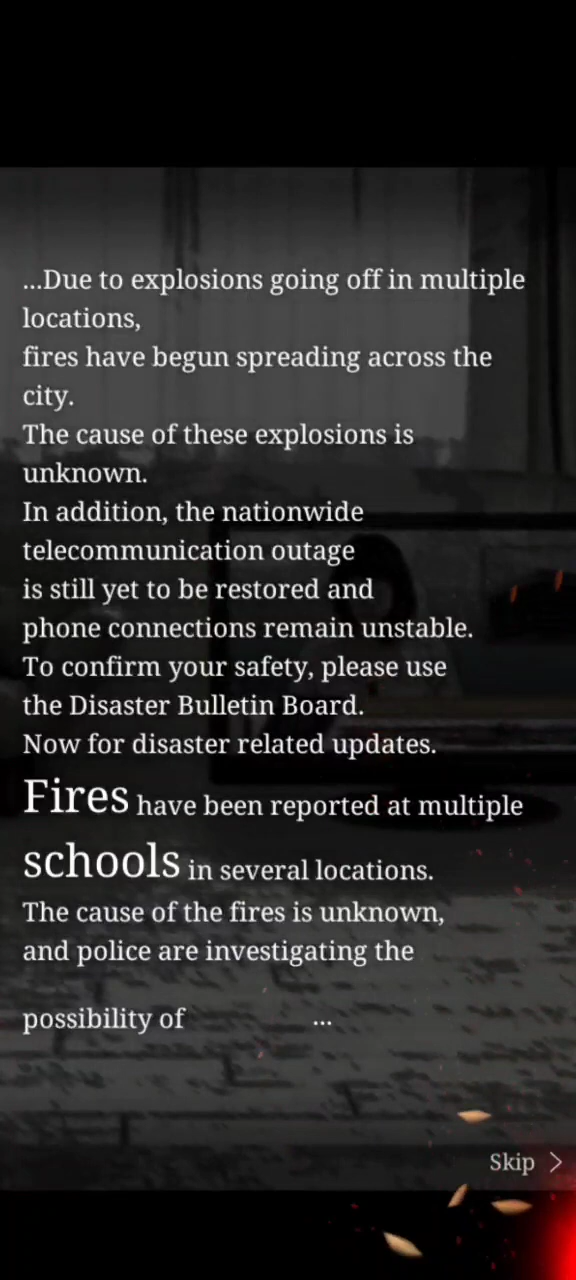 ...Due to explosions going off in multiple
locations,
fires have begun spreading across the
city.
The cause of these explosions is
unknown.
In addition, the nationwide
telecommunication outage
is still yet to be restored and
phone connections remain unstable.
To confirm your safety, please use
the Disaster Bulletin Board.
Now for disaster related updates.
Fires have been reported at multiple
schools in several locations.
The cause of the fires is unknown,
and police are investigating the
possibility of ...
Skip >